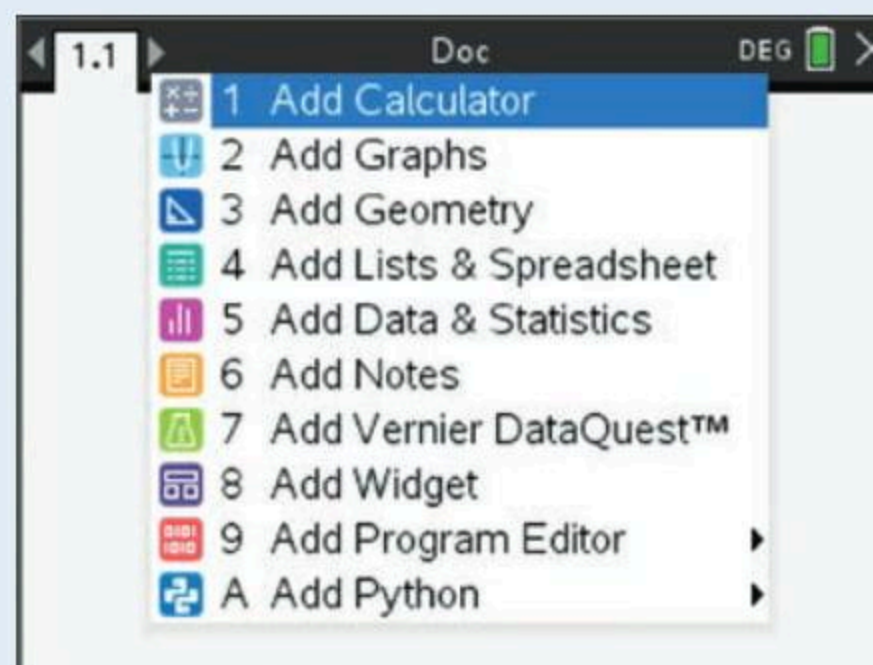 1.1 Doc DEG
1 Add Calculator
2 Add Graphs
3 Add Geometry
4 Add Lists & Spreadsheet
5 Add Data & Statistics
6 Add Notes
7 Add Vernier DataQuest™
8 Add Widget
9 Add Program Editor
A Add Python